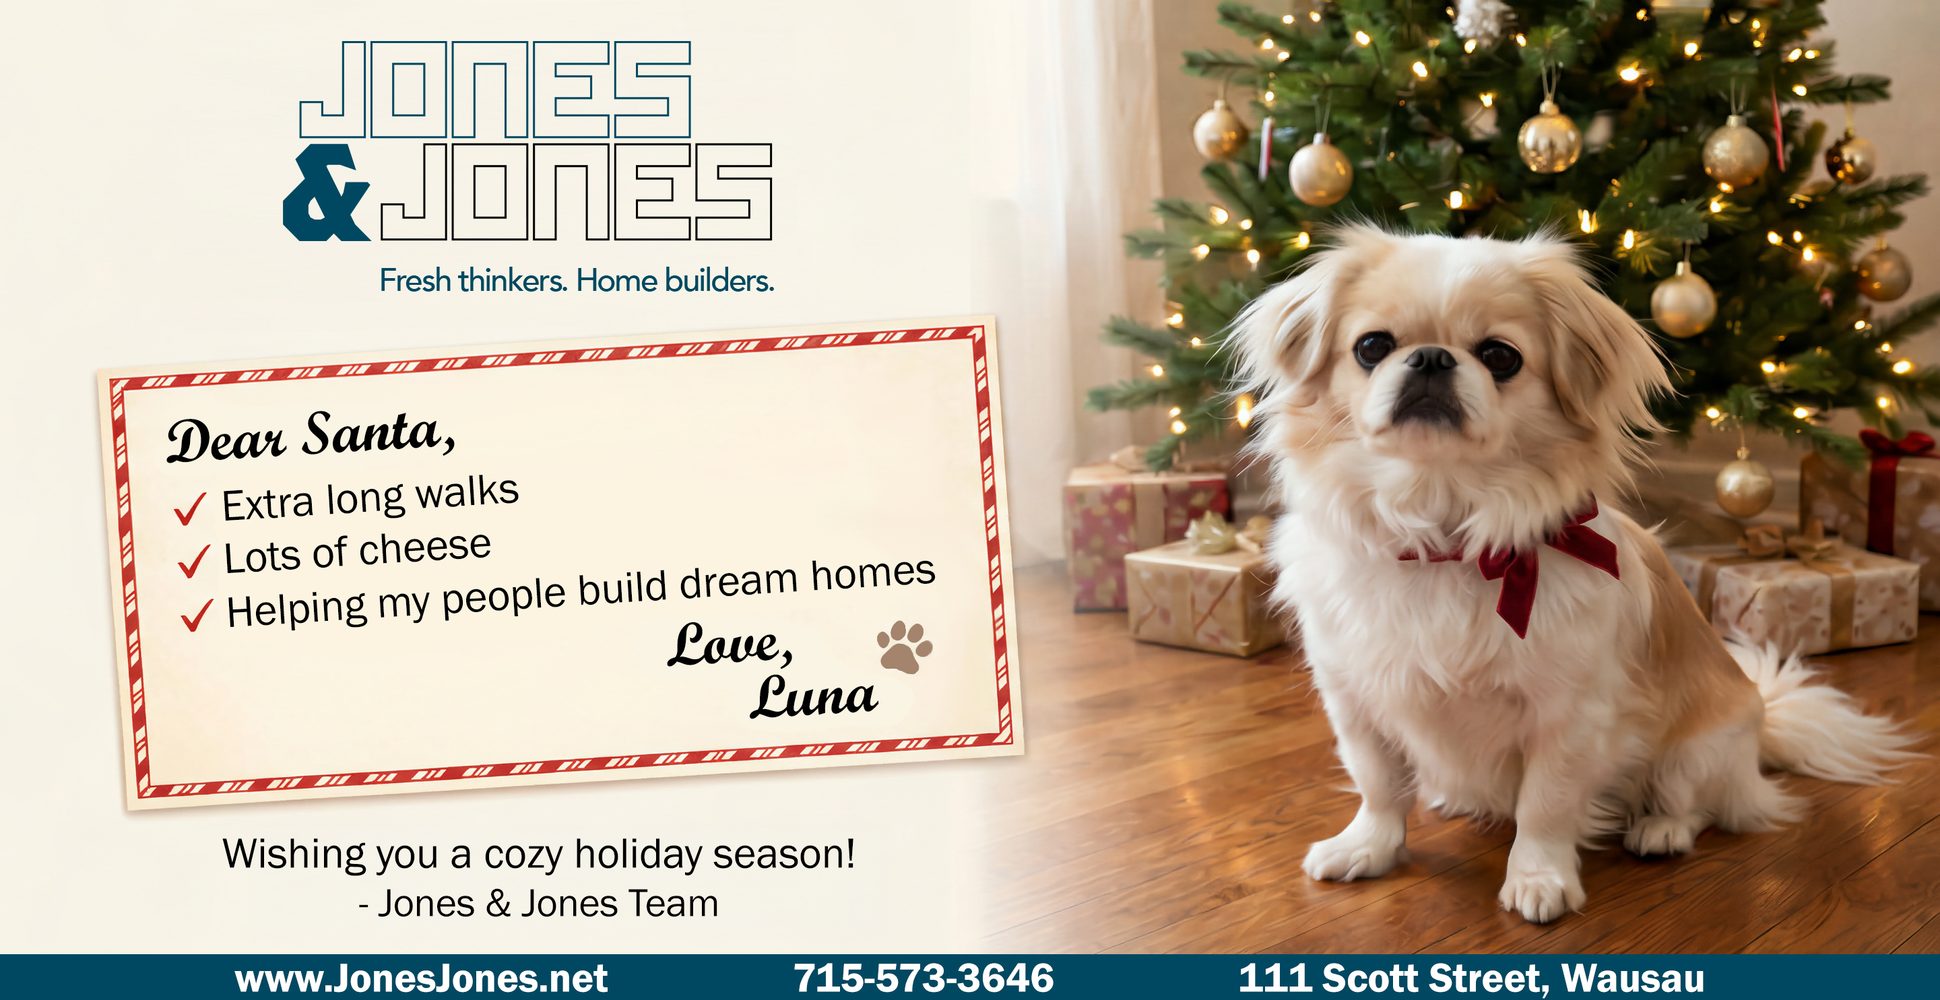 JONES
& JONES
Fresh thinkers. Home builders.
Dear Santa,
✓ Extra long walks
✓ Lots of cheese
✓ Helping my people build dream homes
Love,
Luna
Wishing you a cozy holiday season!
- Jones & Jones Team
www.JonesJones.net
715-573-3646
111 Scott Street, Wausau